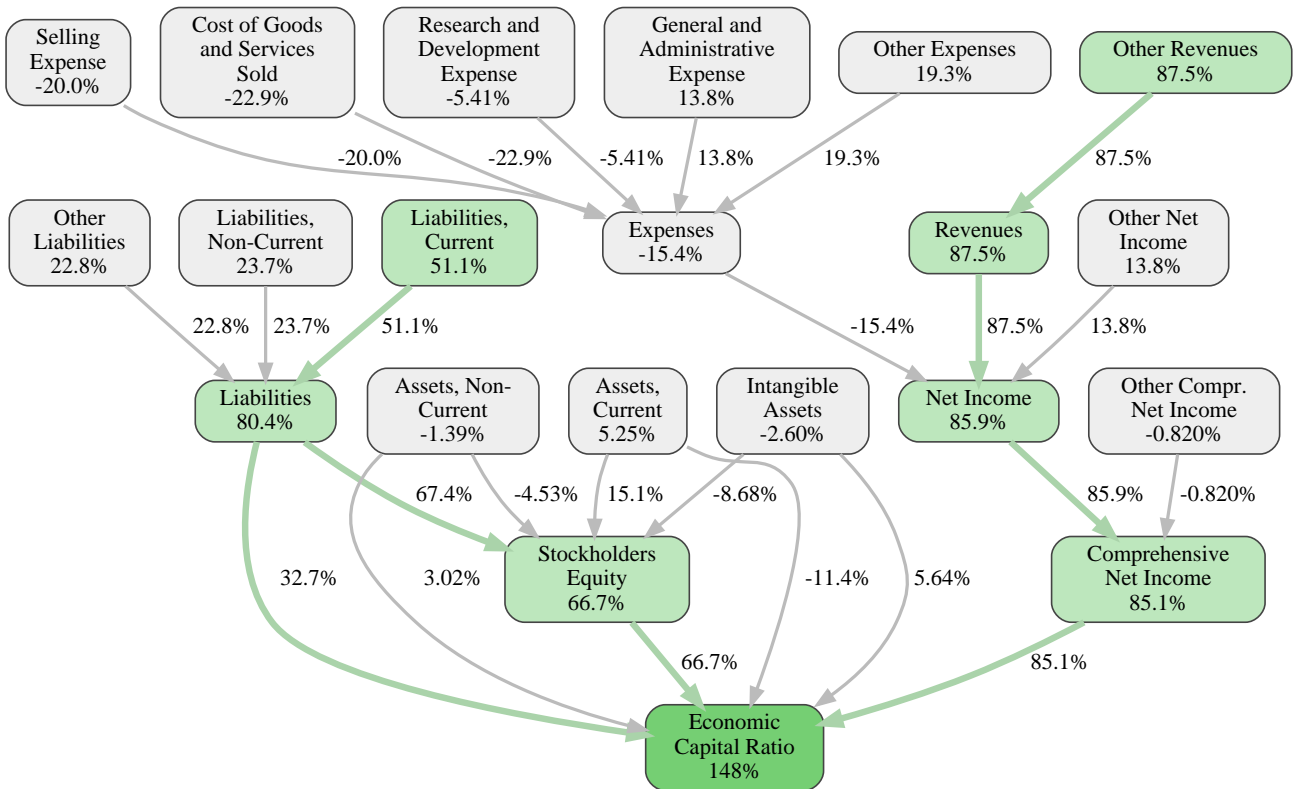 Selling
Expense
-20.0%
Cost of Goods
and Services
Sold
-22.9%
Research and
Development
Expense
-5.41%
General and
Administrative
Expense
13.8%
Other Expenses
19.3%
Other Revenues
87.5%
-20.0%
-22.9%
-5.41%
13.8%
19.3%
87.5%
Other
Liabilities
22.8%
Liabilities,
Non-Current
23.7%
Liabilities,
Current
51.1%
Expenses
-15.4%
Revenues
87.5%
Other Net
Income
13.8%
22.8%
23.7%
51.1%
-15.4%
87.5%
13.8%
Liabilities
80.4%
Assets, Non-
Current
-1.39%
Assets,
Current
5.25%
Intangible
Assets
-2.60%
Net Income
85.9%
Other Compr.
Net Income
-0.820%
67.4%
-4.53%
15.1%
-8.68%
85.9%
-0.820%
32.7%
3.02%
Stockholders
Equity
66.7%
-11.4%
5.64%
Comprehensive
Net Income
85.1%
66.7%
85.1%
Economic
Capital Ratio
148%